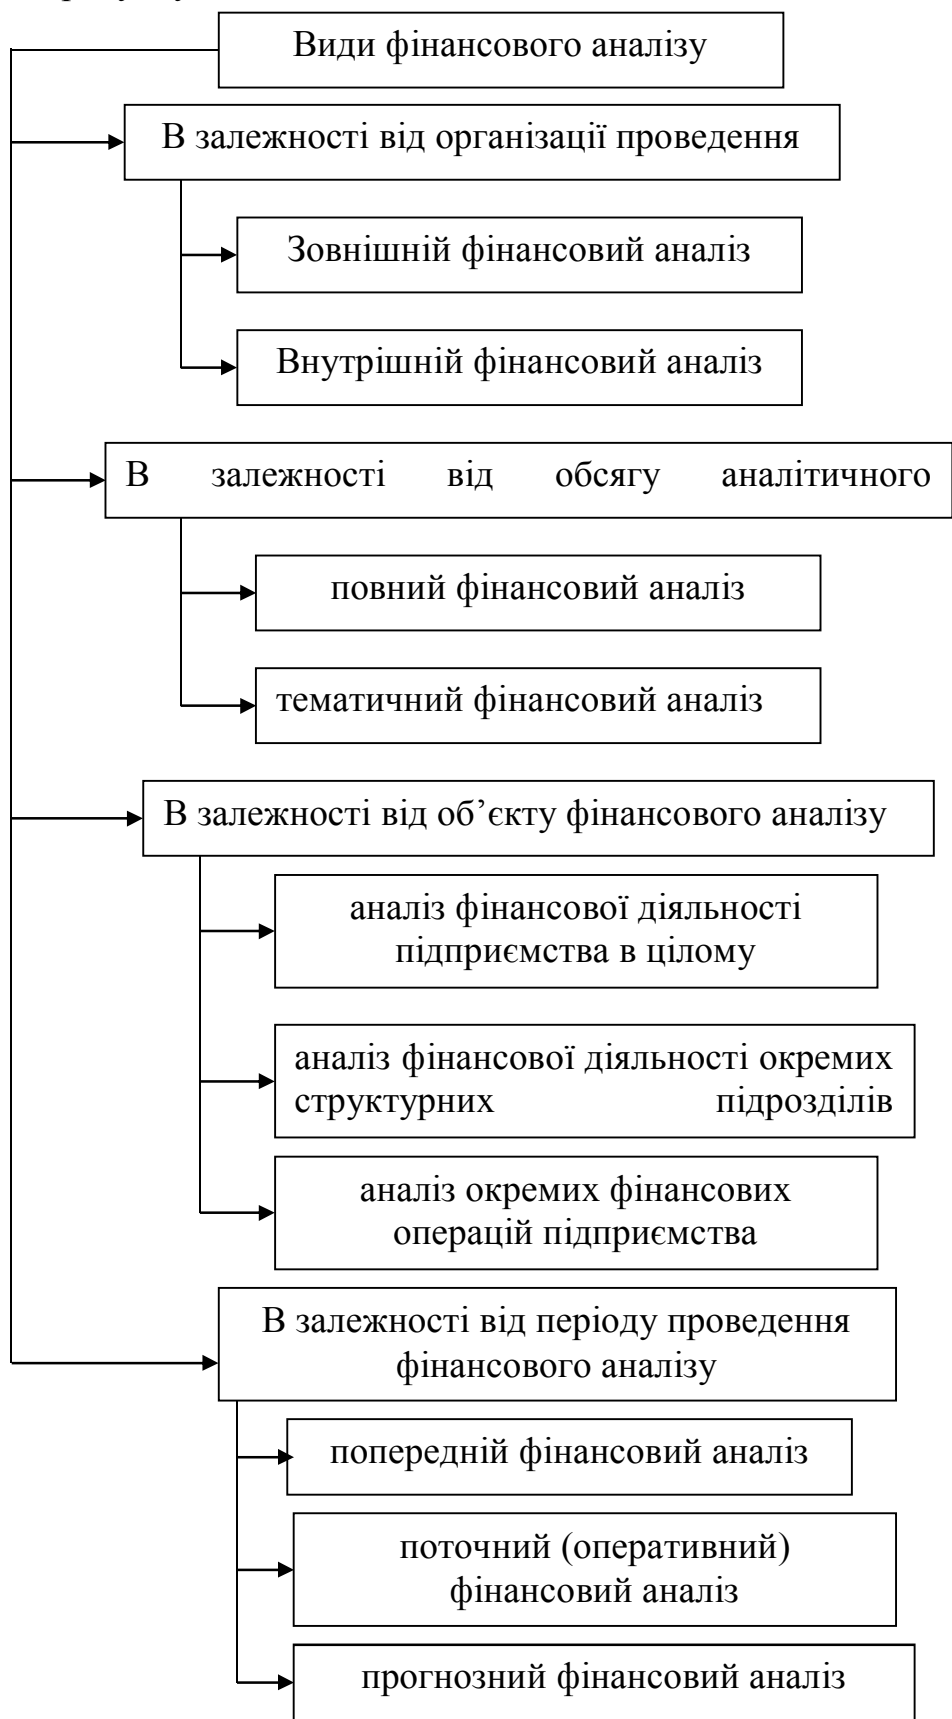 Види фінансового аналізу
В залежності від організації проведення
Зовнішній фінансовий аналіз
Внутрішній фінансовий аналіз
В залежності від обсягу аналітичного
повний фінансовий аналіз
тематичний фінансовий аналіз
В залежності від об’єкту фінансового аналізу
аналіз фінансової діяльності
підприємства в цілому
аналіз фінансової діяльності окремих
структурних підрозділів
аналіз окремих фінансових
операцій підприємства
В залежності від періоду проведення
фінансового аналізу
попередній фінансовий аналіз
поточний (оперативний)
фінансовий аналіз
прогнозний фінансовий аналіз